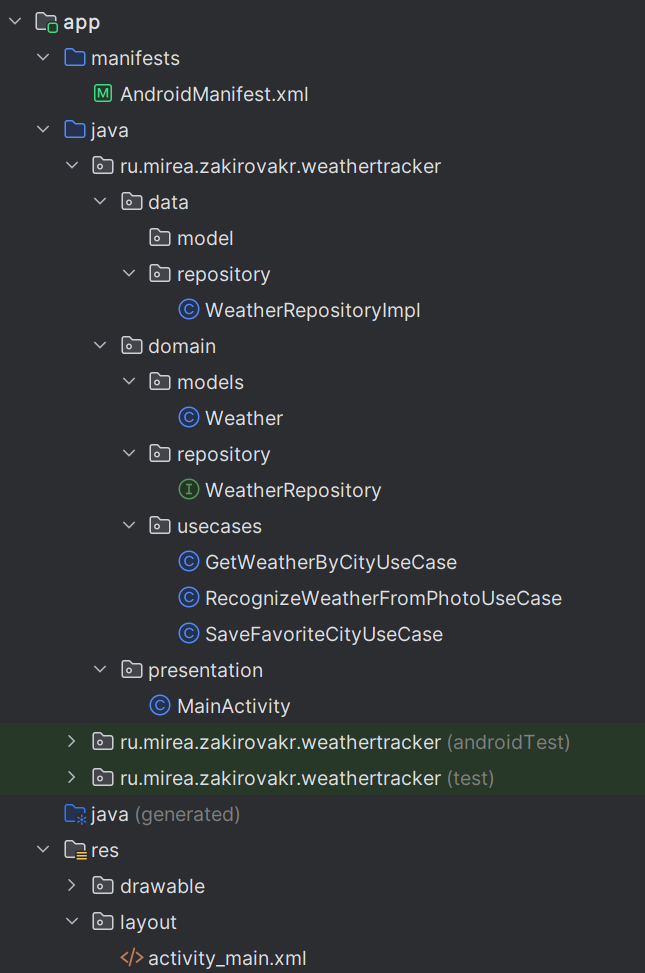 app
manifests
M AndroidManifest.xml
java
ru.mirea.zakirovakr.weathertracker
data
model
repository
C WeatherRepositoryImpl
domain
models
C Weather
repository
I WeatherRepository
usecases
C GetWeatherByCityUseCase
C RecognizeWeatherFromPhotoUseCase
C SaveFavoriteCityUseCase
presentation
C MainActivity
ru.mirea.zakirovakr.weathertracker (androidTest)
ru.mirea.zakirovakr.weathertracker (test)
java (generated)
res
drawable
layout
</> activity_main.xml